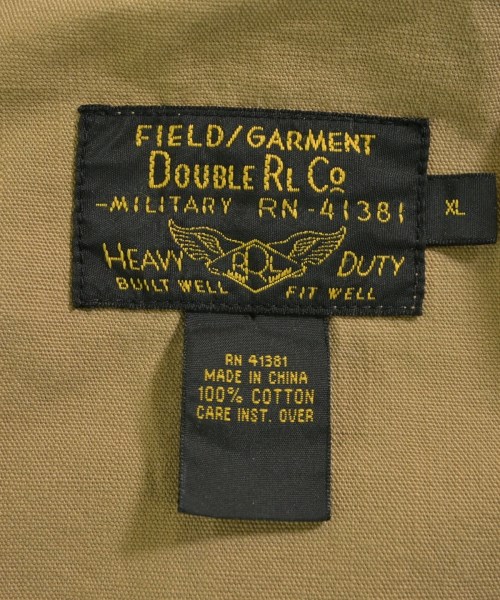 FIELD/GARMENT
DOUBLE RL CO
-MILITARY RN-41381
XL
HEAVY RRL DUTY
BUILT WELL FIT WELL
RN 41381
MADE IN CHINA
100% COTTON
CARE INST. OVER